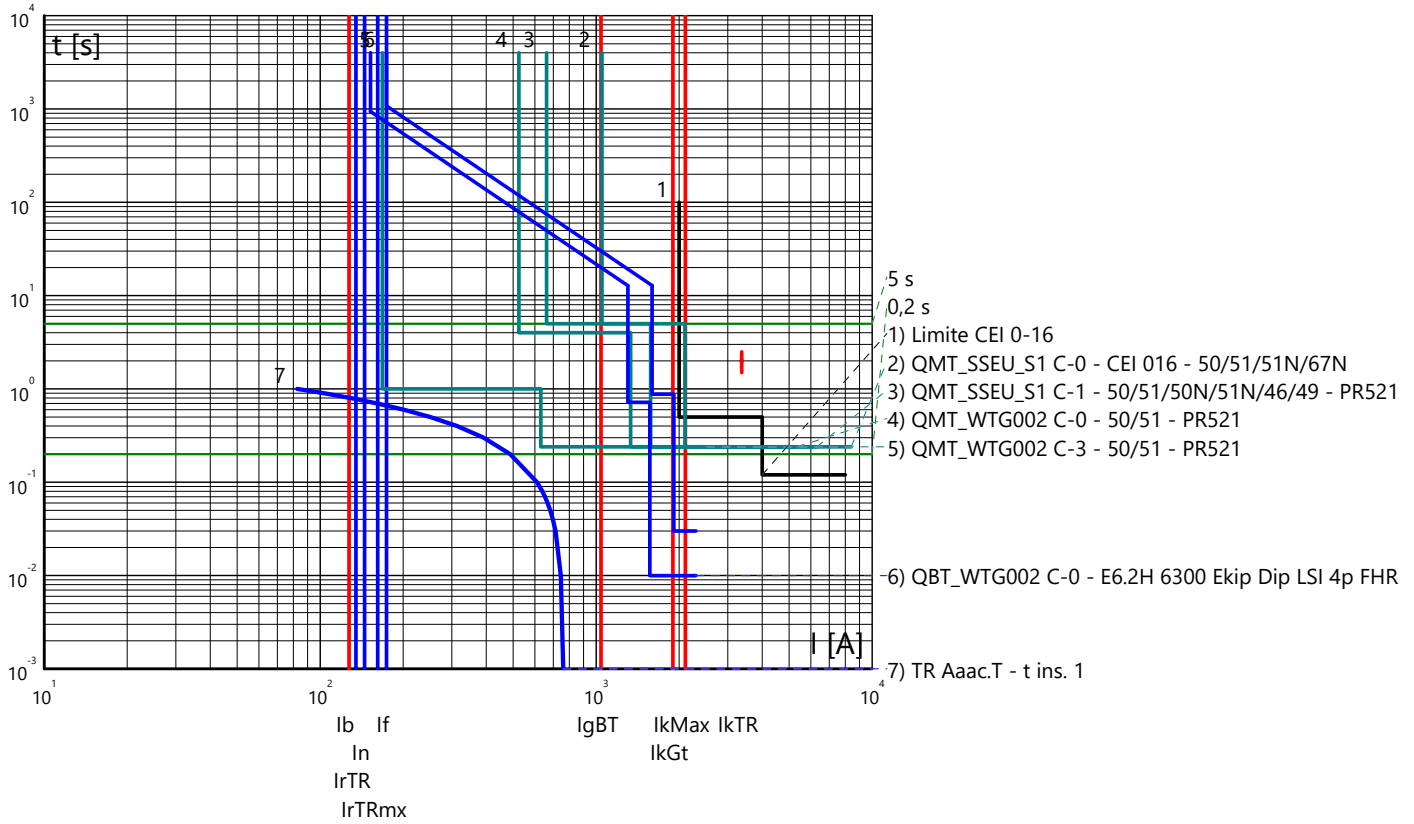 10^4
t [s]
5 6 4 3 2
10^3
10^2
1
10^1
10^0
7
10^-1
10^-2
10^-3
I [A]
10^1 10^2 10^3 10^4
Ib If IgBT IkMax IkTR
In IkGt
IrTR
IrTRmx
5 s
0,2 s
1) Limite CEI 0-16
2) QMT_SSEU_S1 C-0 - CEI 016 - 50/51/51N/67N
3) QMT_SSEU_S1 C-1 - 50/51/50N/51N/46/49 - PR521
4) QMT_WTG002 C-0 - 50/51 - PR521
5) QMT_WTG002 C-3 - 50/51 - PR521
6) QBT_WTG002 C-0 - E6.2H 6300 Ekip Dip LSI 4p FHR
7) TR Aaac.T - t ins. 1